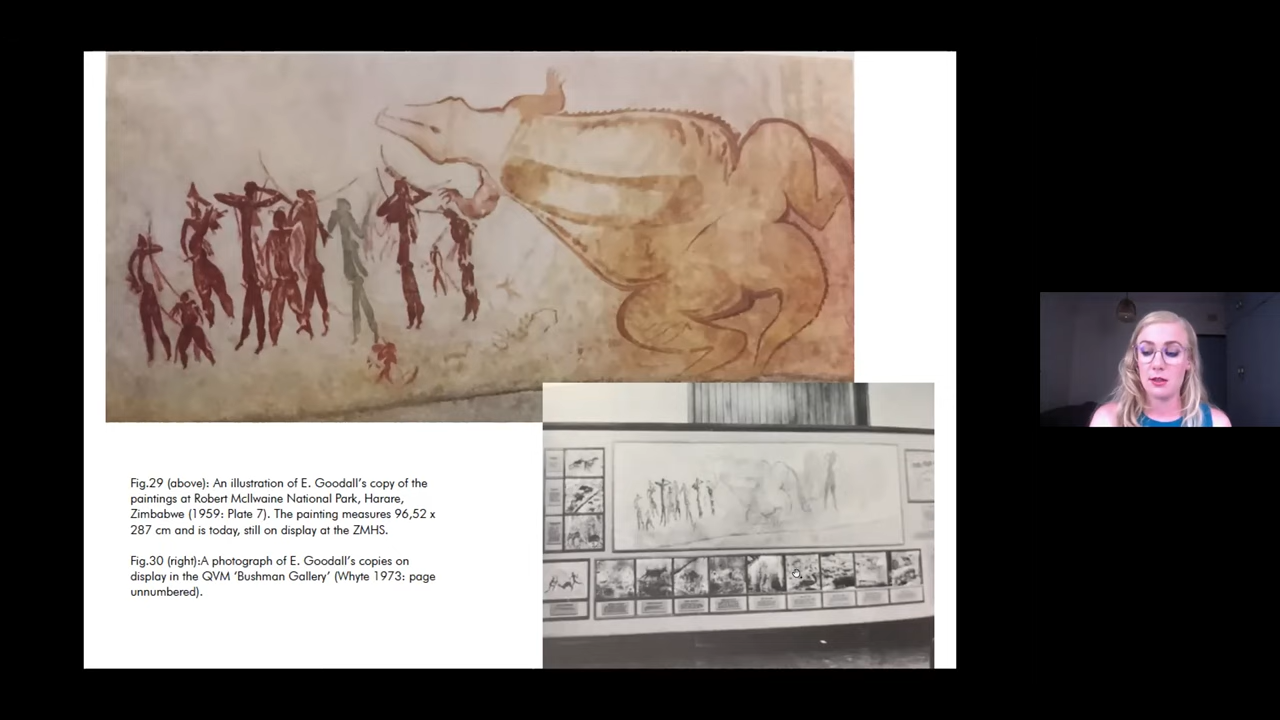 Fig.29 (above): An illustration of E. Goodall's copy of the
paintings at Robert McIlwaine National Park, Harare,
Zimbabwe (1959: Plate 7). The painting measures 96,52 x
287 cm and is today, still on display at the ZMHS.
Fig.30 (right):A photograph of E. Goodall's copies on
display in the QVM 'Bushman Gallery' (Whyte 1973: page
unnumbered).